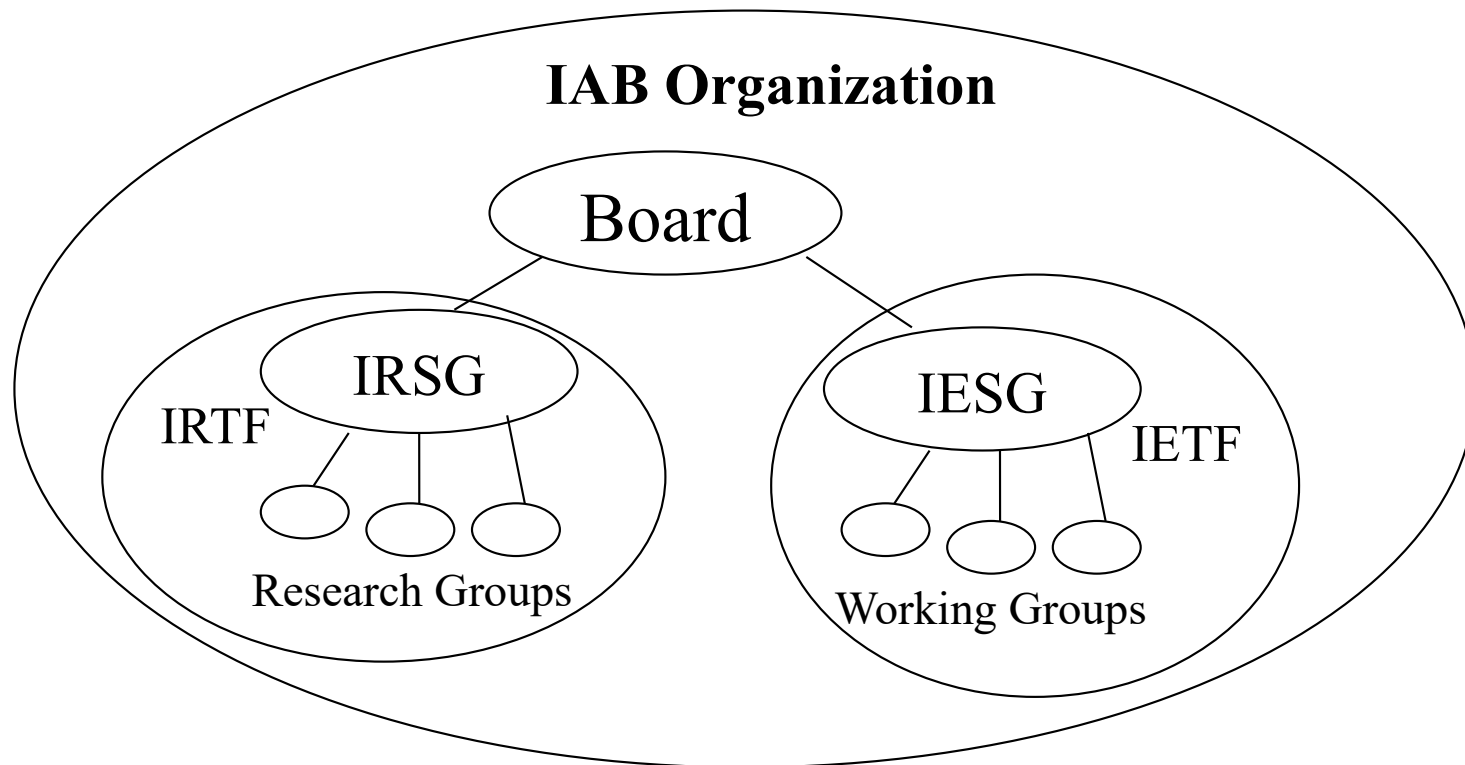 IAB Organization
Board
IRSG
IESG
IRTF
IETF
Research Groups
Working Groups